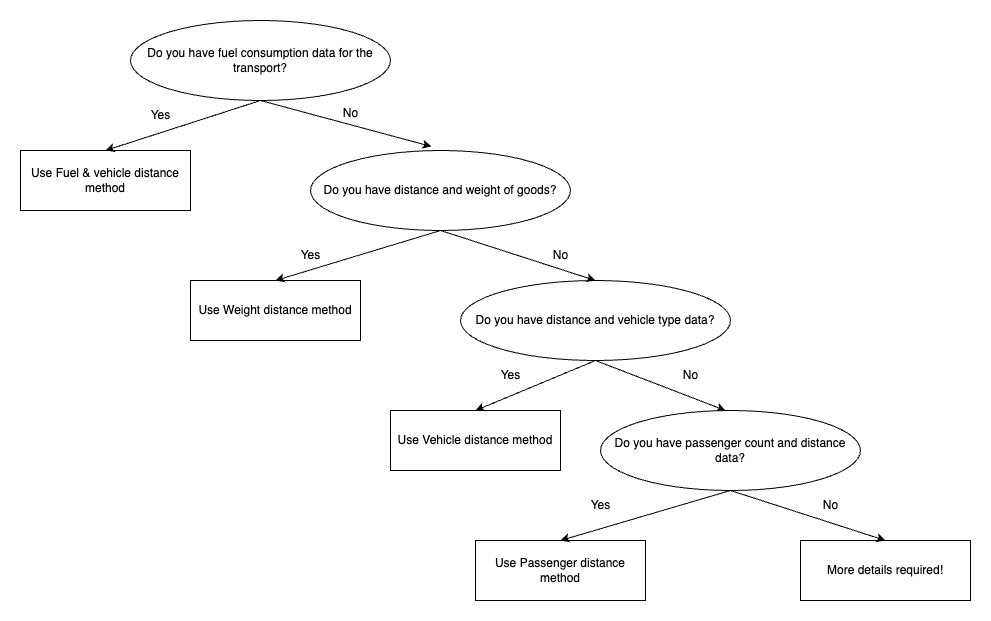 Do you have fuel consumption data for the
transport?
Yes
No
Use Fuel & vehicle distance
method
Do you have distance and weight of goods?
Yes
No
Use Weight distance method
Do you have distance and vehicle type data?
Yes
No
Use Vehicle distance method
Do you have passenger count and distance
data?
Yes
No
Use Passenger distance
method
More details required!